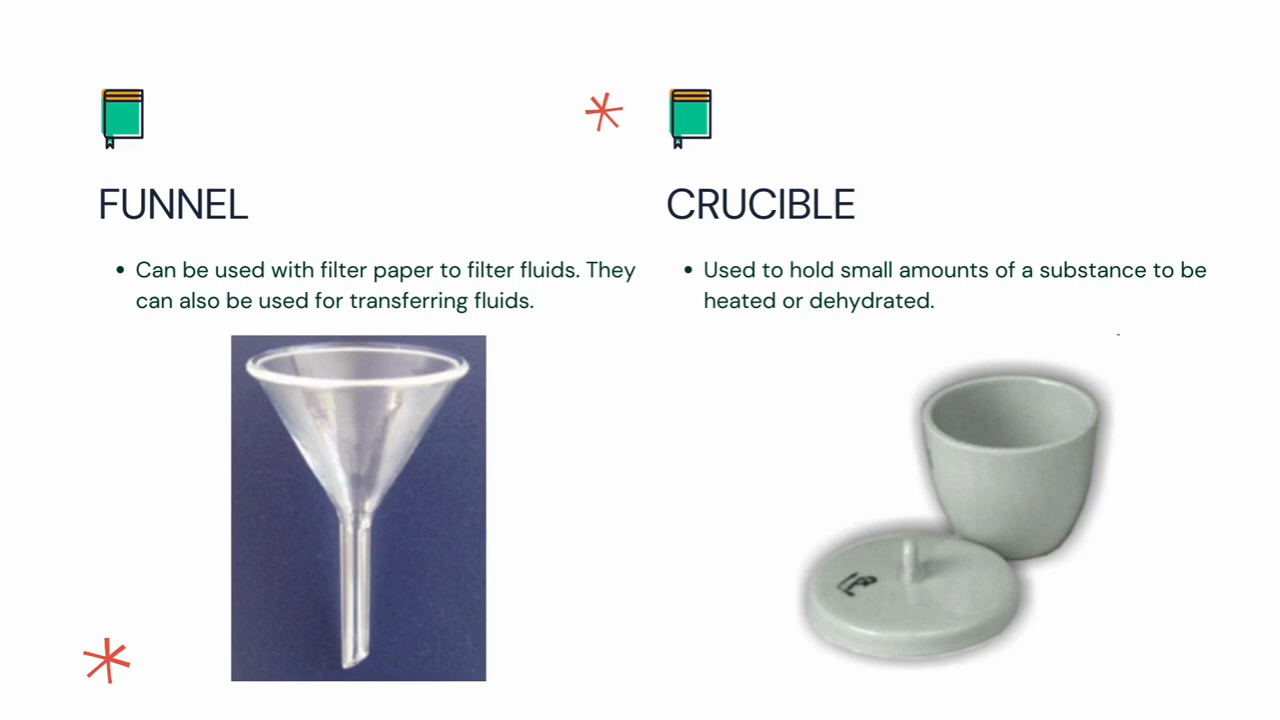 FUNNEL
Can be used with filter paper to filter fluids. They
can also be used for transferring fluids.
CRUCIBLE
Used to hold small amounts of a substance to be
heated or dehydrated.